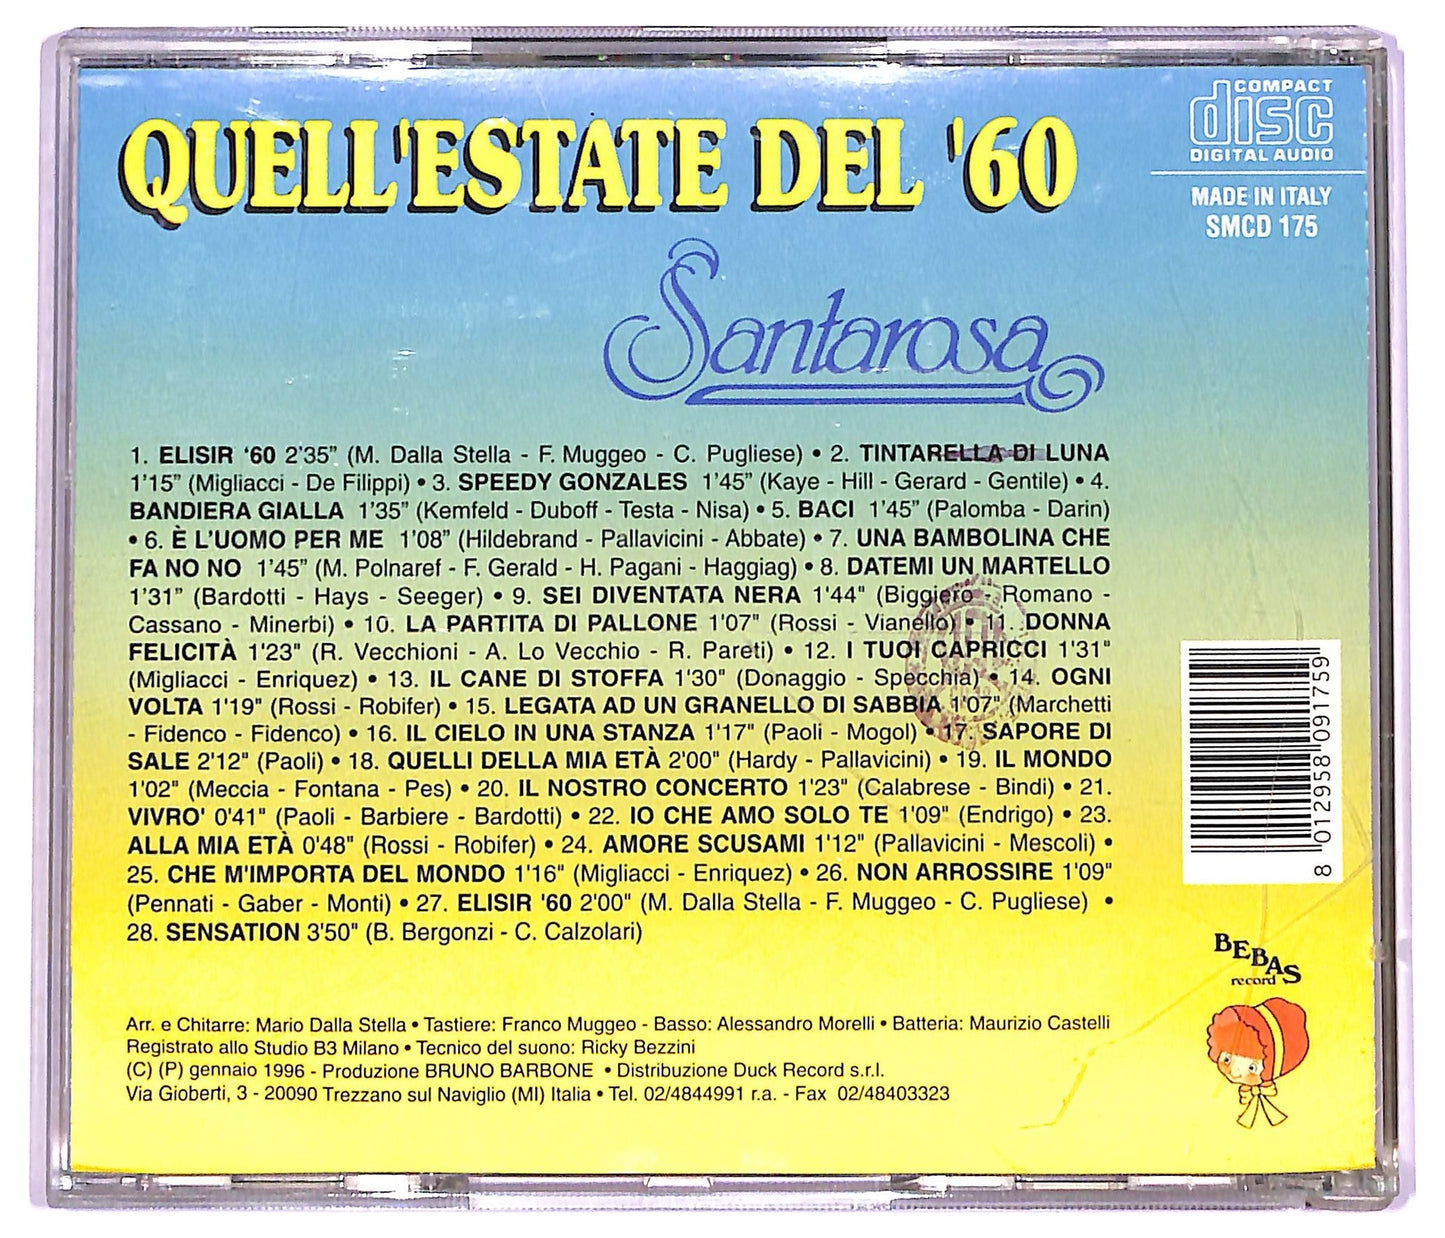 QUELL'ESTATE DEL '60
COMPACT
disc
DIGITAL AUDIO
MADE IN ITALY
SMCD 175
Santarosa
1. ELISIR ‘60 2'35” (M. Dalla Stella - F. Muggeo - C. Pugliese) • 2. TINTARELLA DI LUNA
1'15” (Migliacci - De Filippi) • 3. SPEEDY GONZALES 1'45” (Kaye - Hill - Gerard - Gentile) • 4.
BANDIERA GIALLA 1'35” (Kemfeld - Duboff - Testa - Nisa) • 5. BACI 1'45” (Palomba - Darin)
• 6. È L'UOMO PER ME 1'08” (Hildebrand - Pallavicini - Abbate) • 7. UNA BAMBOLINA CHE
FA NO NO 1'45” (M. Polnaref - F. Gerald - H. Pagani - Haggiag) • 8. DATEMI UN MARTELLO
1'31” (Bardotti - Hays - Seeger) • 9. SEI DIVENTATA NERA 1'44" (Biggiero - Romano -
Cassano - Minerbi) • 10. LA PARTITA DI PALLONE 1'07" (Rossi - Vianello) • 11. DONNA
FELICITÀ 1'23" (R. Vecchioni - A. Lo Vecchio - R. Pareti) • 12. I TUOI CAPRICCI 1'31"
(Migliacci - Enriquez) • 13. IL CANE DI STOFFA 1'30" (Donaggio - Specchia) • 14. OGNI
VOLTA 1'19" (Rossi - Robifer) • 15. LEGATA AD UN GRANELLO DI SABBIA 1'07" (Marchetti
- Fidenco - Fidenco) • 16. IL CIELO IN UNA STANZA 1'17" (Paoli - Mogol) • 17. SAPORE DI
SALE 2'12" (Paoli) • 18. QUELLI DELLA MIA ETÀ 2'00" (Hardy - Pallavicini) • 19. IL MONDO
1'02" (Meccia - Fontana - Pes) • 20. IL NOSTRO CONCERTO 1'23" (Calabrese - Bindi) • 21.
VIVRO' 0'41" (Paoli - Barbiere - Bardotti) • 22. IO CHE AMO SOLO TE 1'09" (Endrigo) • 23.
ALLA MIA ETÀ 0'48" (Rossi - Robifer) • 24. AMORE SCUSAMI 1'12" (Pallavicini - Mescoli) •
25. CHE M'IMPORTA DEL MONDO 1'16" (Migliacci - Enriquez) • 26. NON ARROSSIRE 1'09"
(Pennati - Gaber - Monti) • 27. ELISIR '60 2'00" (M. Dalla Stella - F. Muggeo - C. Pugliese) •
28. SENSATION 3'50" (B. Bergonzi - C. Calzolari)
8 012958 091759
BEBAS
record
Arr. e Chitarre: Mario Dalla Stella • Tastiere: Franco Muggeo - Basso: Alessandro Morelli • Batteria: Maurizio Castelli
Registrato allo Studio B3 Milano • Tecnico del suono: Ricky Bezzini
(C) (P) gennaio 1996 - Produzione BRUNO BARBONE • Distribuzione Duck Record s.r.l.
Via Gioberti, 3 - 20090 Trezzano sul Naviglio (MI) Italia • Tel. 02/4844991 r.a. - Fax 02/48403323